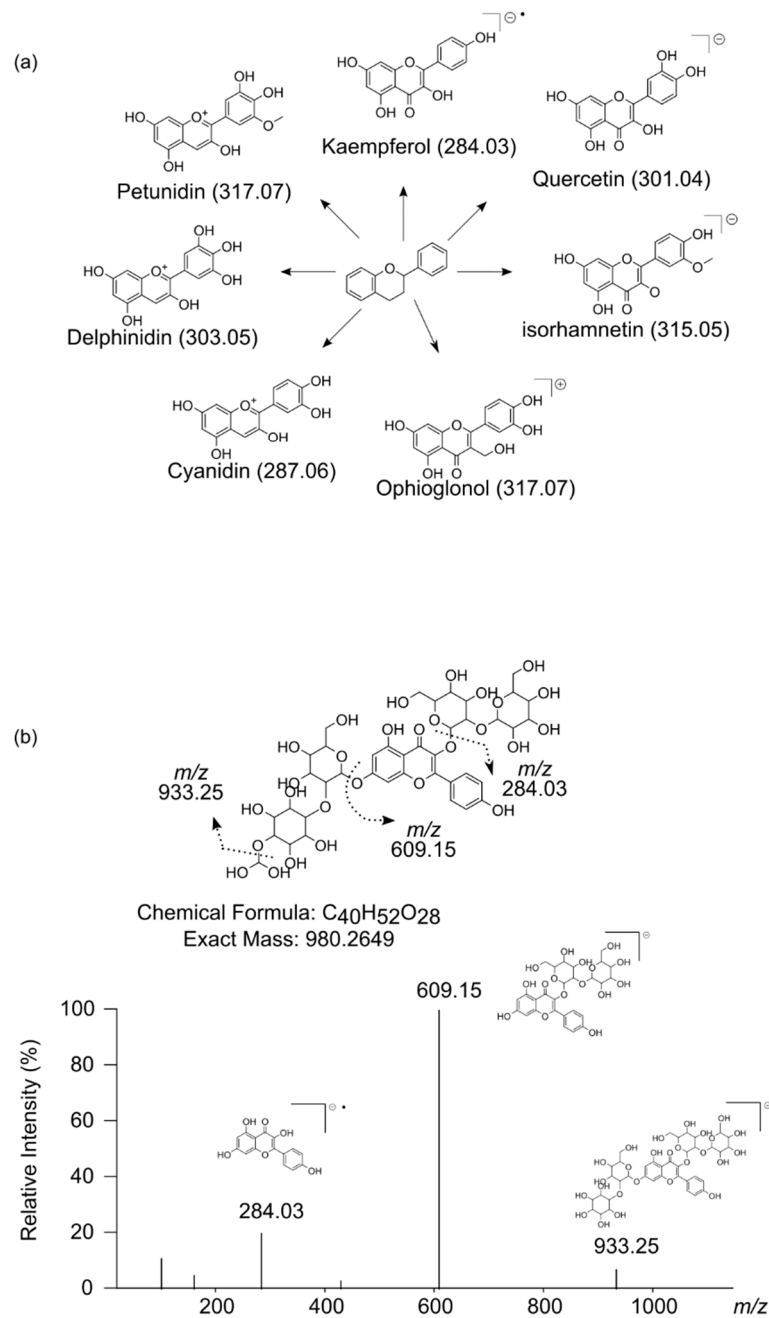 (a)
Kaempferol (284.03)
Petunidin (317.07)
Quercetin (301.04)
Delphinidin (303.05)
isorhamnetin (315.05)
Cyanidin (287.06)
Ophioglonol (317.07)
(b)
m/z
933.25
m/z
284.03
m/z
609.15
Chemical Formula: C40H52O28
Exact Mass: 980.2649
Relative Intensity (%)
100
80
60
40
20
0
609.15
284.03
933.25
200
400
600
800
1000
m/z